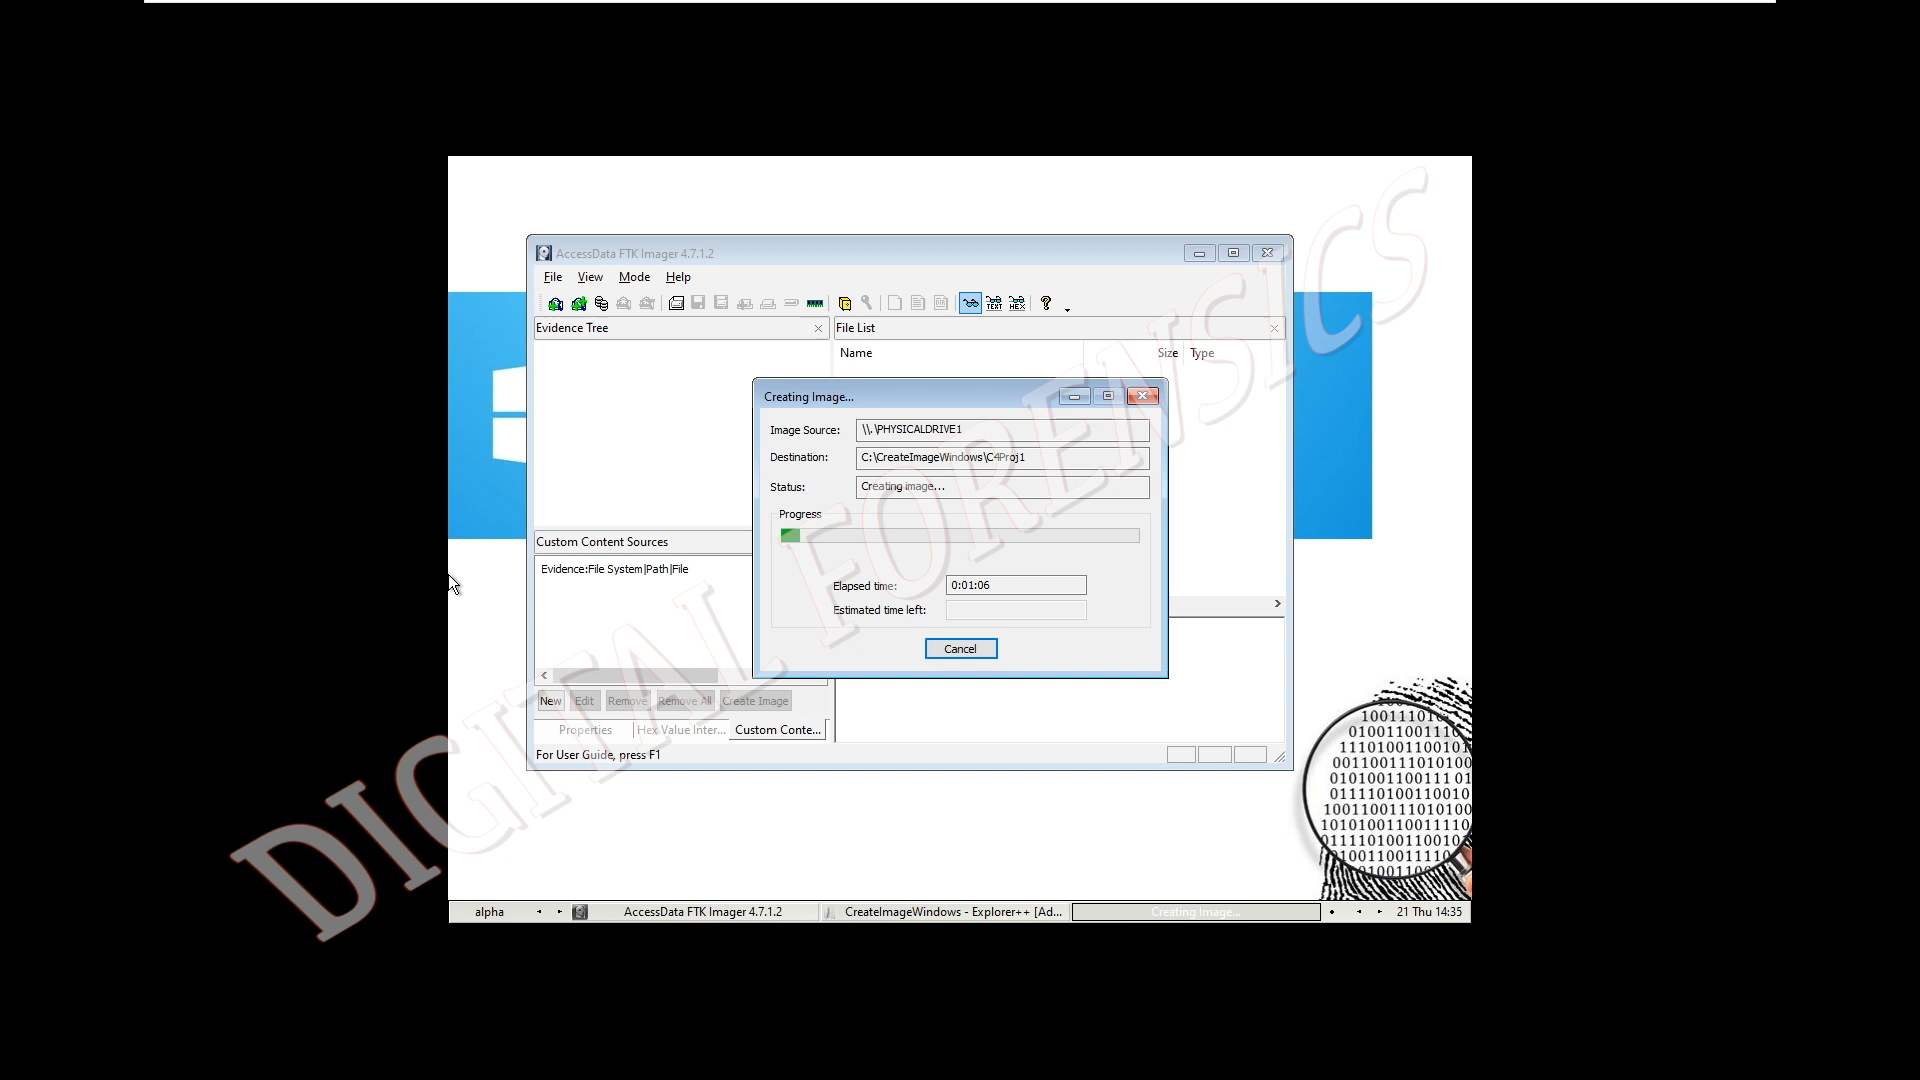 AccessData FTK Imager 4.7.1.2
File View Mode Help
TEXT HEX
Evidence Tree
File List
Name Size Type
Creating Image...
Image Source: \\.\PHYSICALDRIVE1
Destination: C:\CreateImageWindows\C4Proj1
Status: Creating image...
Progress
Elapsed time: 0:01:06
Estimated time left:
Cancel
Custom Content Sources
Evidence:File System|Path|File
New Edit Remove Remove All Create Image
Properties Hex Value Inter... Custom Conte...
For User Guide, press F1
DIGITAL FORENSICS
alpha AccessData FTK Imager 4.7.1.2 CreateImageWindows - Explorer++ [Ad... Creating Image... 21 Thu 14:35